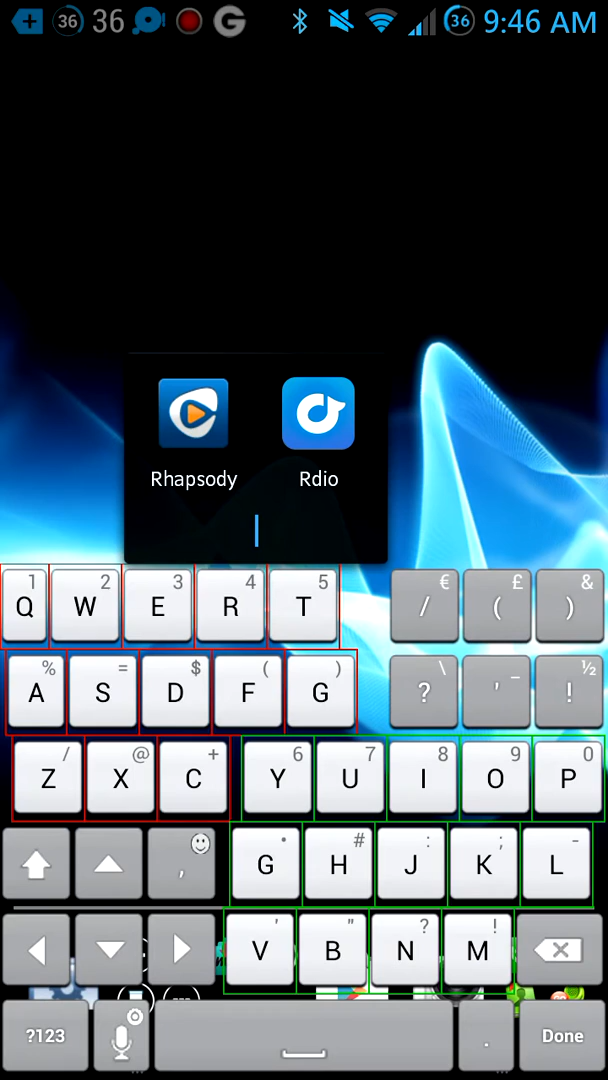 36 36 G 36 9:46 AM
Rhapsody Rdio
1 2 3 4 5 € £ &
Q W E R T / ( )
% = $ ( ) \ _ ½
A S D F G ? ' !
/ @ + 6 7 8 9 0
Z X C Y U I O P
• # : ; -
, G H J K L
' " ? !
V B N M
?123 . Done